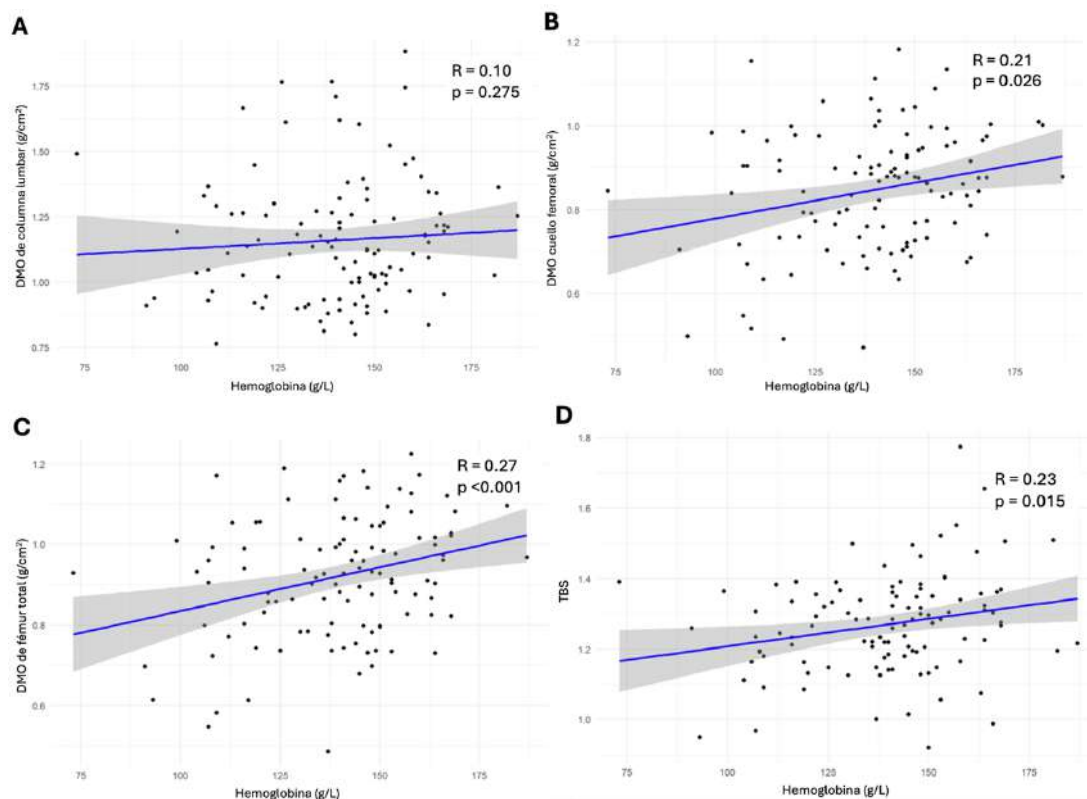 A
R = 0.10
p = 0.275
DMO de columna lumbar (g/cm²)
1.75
1.50
1.25
1.00
0.75
75 100 125 150 175
Hemoglobina (g/L)
B
R = 0.21
p = 0.026
DMO cuello femoral (g/cm²)
1.2
1.0
0.8
0.6
75 100 125 150 175
Hemoglobina (g/L)
C
R = 0.27
p <0.001
DMO de fémur total (g/cm²)
1.2
1.0
0.8
0.6
75 100 125 150 175
Hemoglobina (g/L)
D
R = 0.23
p = 0.015
TBS
1.8
1.6
1.4
1.2
1.0
75 100 125 150 175
Hemoglobina (g/L)